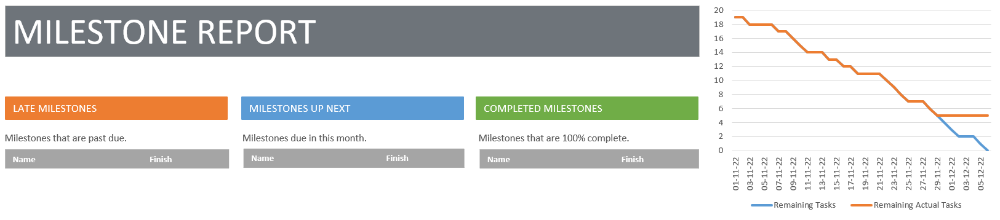 MILESTONE REPORT
LATE MILESTONES
Milestones that are past due.
Name Finish
MILESTONES UP NEXT
Milestones due in this month.
Name Finish
COMPLETED MILESTONES
Milestones that are 100% complete.
Name Finish
20
18
16
14
12
10
8
6
4
2
0
01-11-22
03-11-22
05-11-22
07-11-22
09-11-22
11-11-22
13-11-22
15-11-22
17-11-22
19-11-22
21-11-22
23-11-22
25-11-22
27-11-22
29-11-22
01-12-22
03-12-22
05-12-22
Remaining Tasks Remaining Actual Tasks